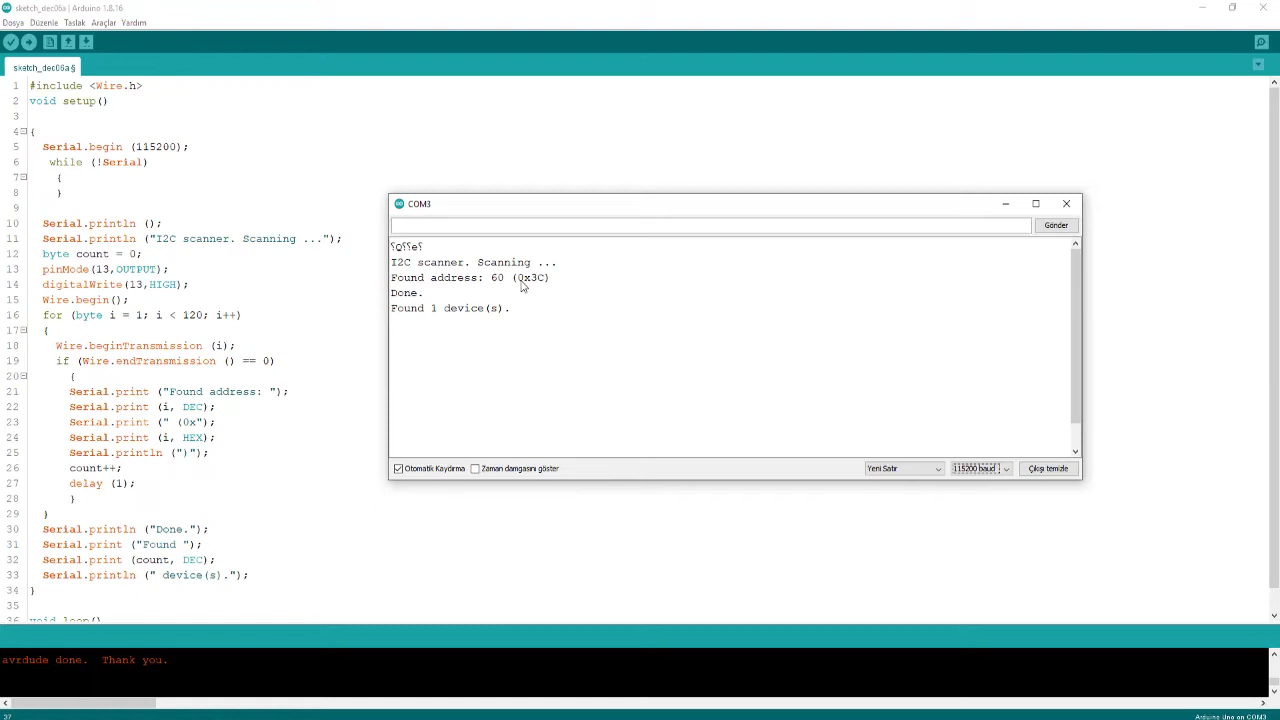 sketch_dec06a | Arduino 1.8.16
Dosya Düzenle Taslak Araçlar Yardım
sketch_dec06a §
1 #include <Wire.h>
2 void setup()
3
4 {
5 Serial.begin (115200);
6 while (!Serial)
7 {
8 }
9
10 Serial.println ();
11 Serial.println ("I2C scanner. Scanning ...");
12 byte count = 0;
13 pinMode(13,OUTPUT);
14 digitalWrite(13,HIGH);
15 Wire.begin();
16 for (byte i = 1; i < 120; i++)
17 {
18 Wire.beginTransmission (i);
19 if (Wire.endTransmission () == 0)
20 {
21 Serial.print ("Found address: ");
22 Serial.print (i, DEC);
23 Serial.print (" (0x");
24 Serial.print (i, HEX);
25 Serial.println (")");
26 count++;
27 delay (1);
28 }
29 }
30 Serial.println ("Done.");
31 Serial.print ("Found ");
32 Serial.print (count, DEC);
33 Serial.println (" device(s).");
34 }
35
36 void loop()
COM3
Gönder
⸮Q⸮⸮e⸮
I2C scanner. Scanning ...
Found address: 60 (0x3C)
Done.
Found 1 device(s).
Otomatik Kaydırma Zaman damgasını göster Yeni Satır 115200 baud Çıkışı temizle
avrdude done. Thank you.
37 Arduino Uno on COM3